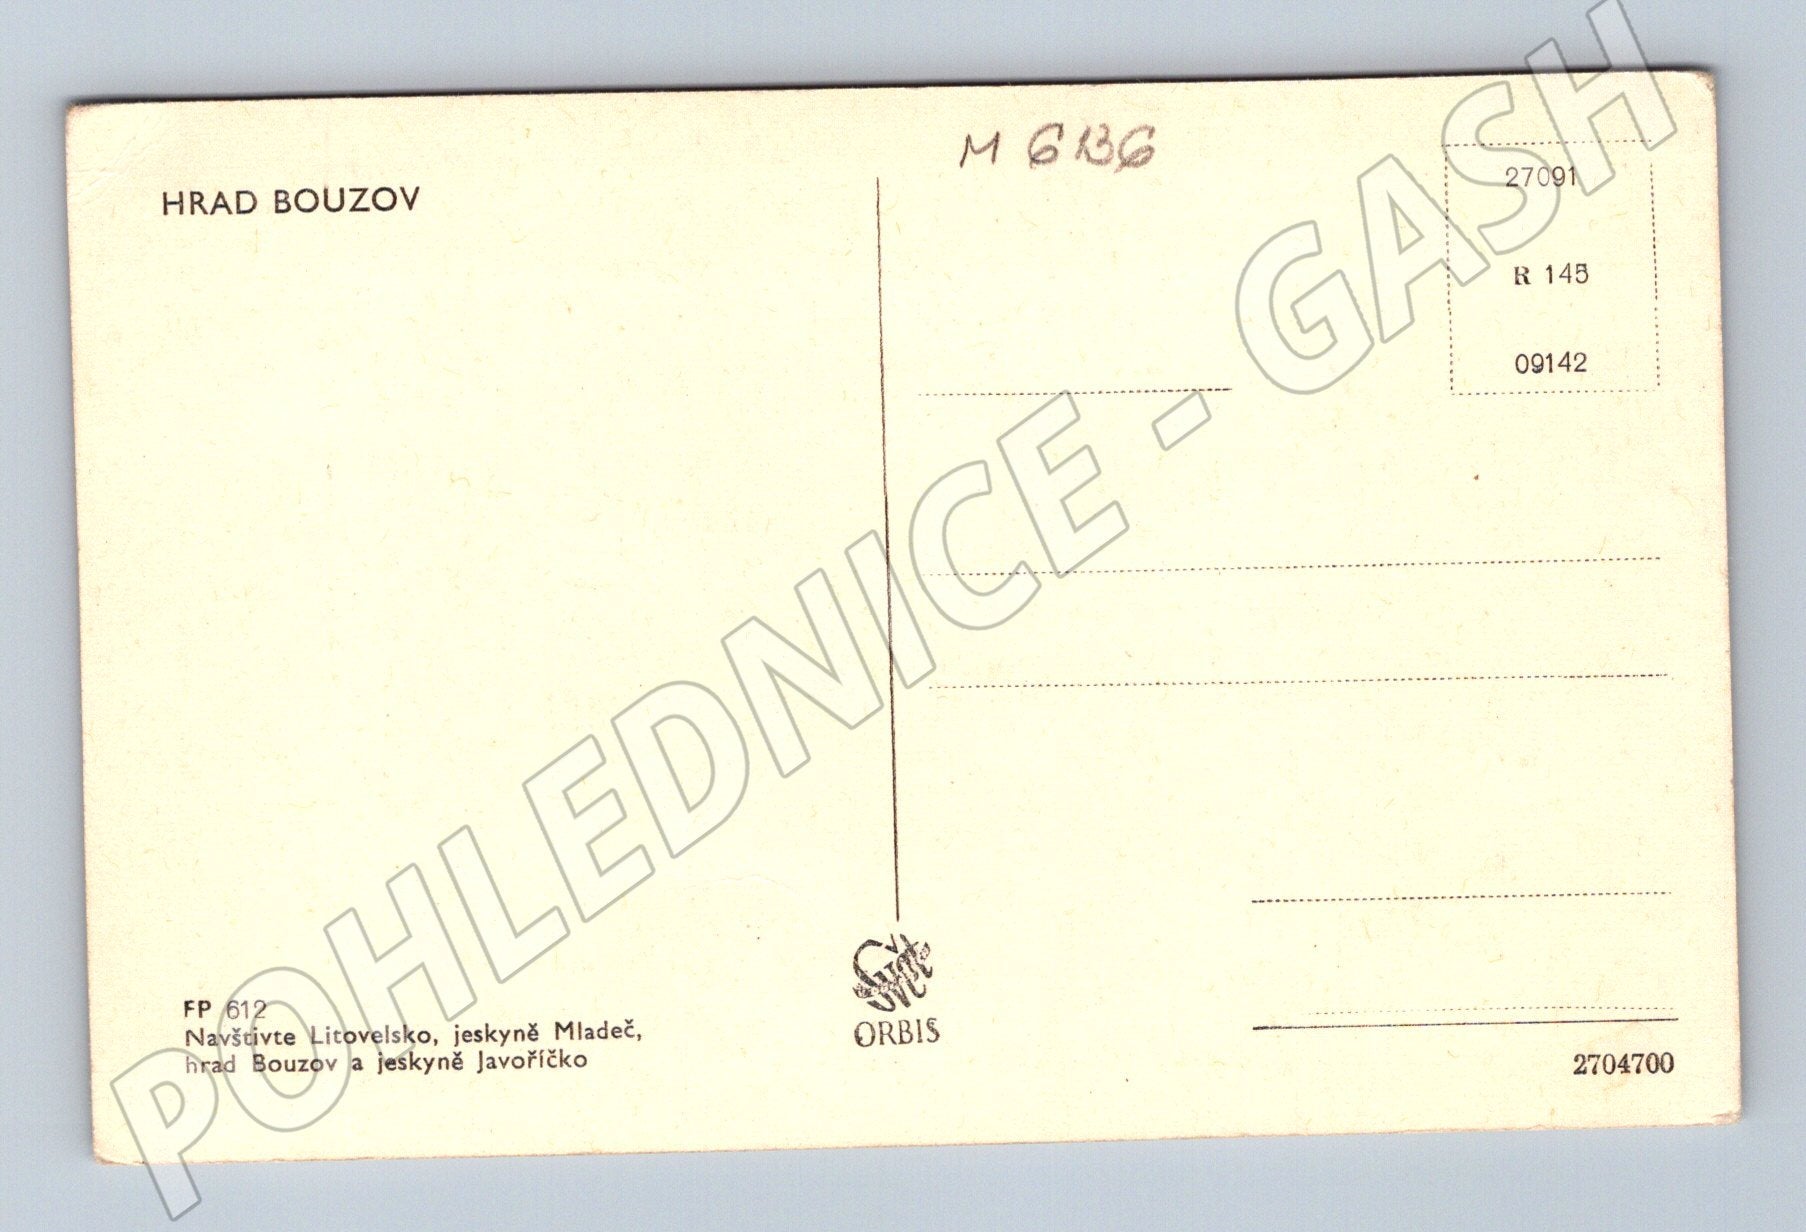 M 6136
HRAD BOUZOV
27091
R 145
09142
POHLEDNICE - GASH
Svět
ORBIS
FP 612
Navštivte Litovelsko, jeskyně Mladeč,
hrad Bouzov a jeskyně Javoříčko
2704700